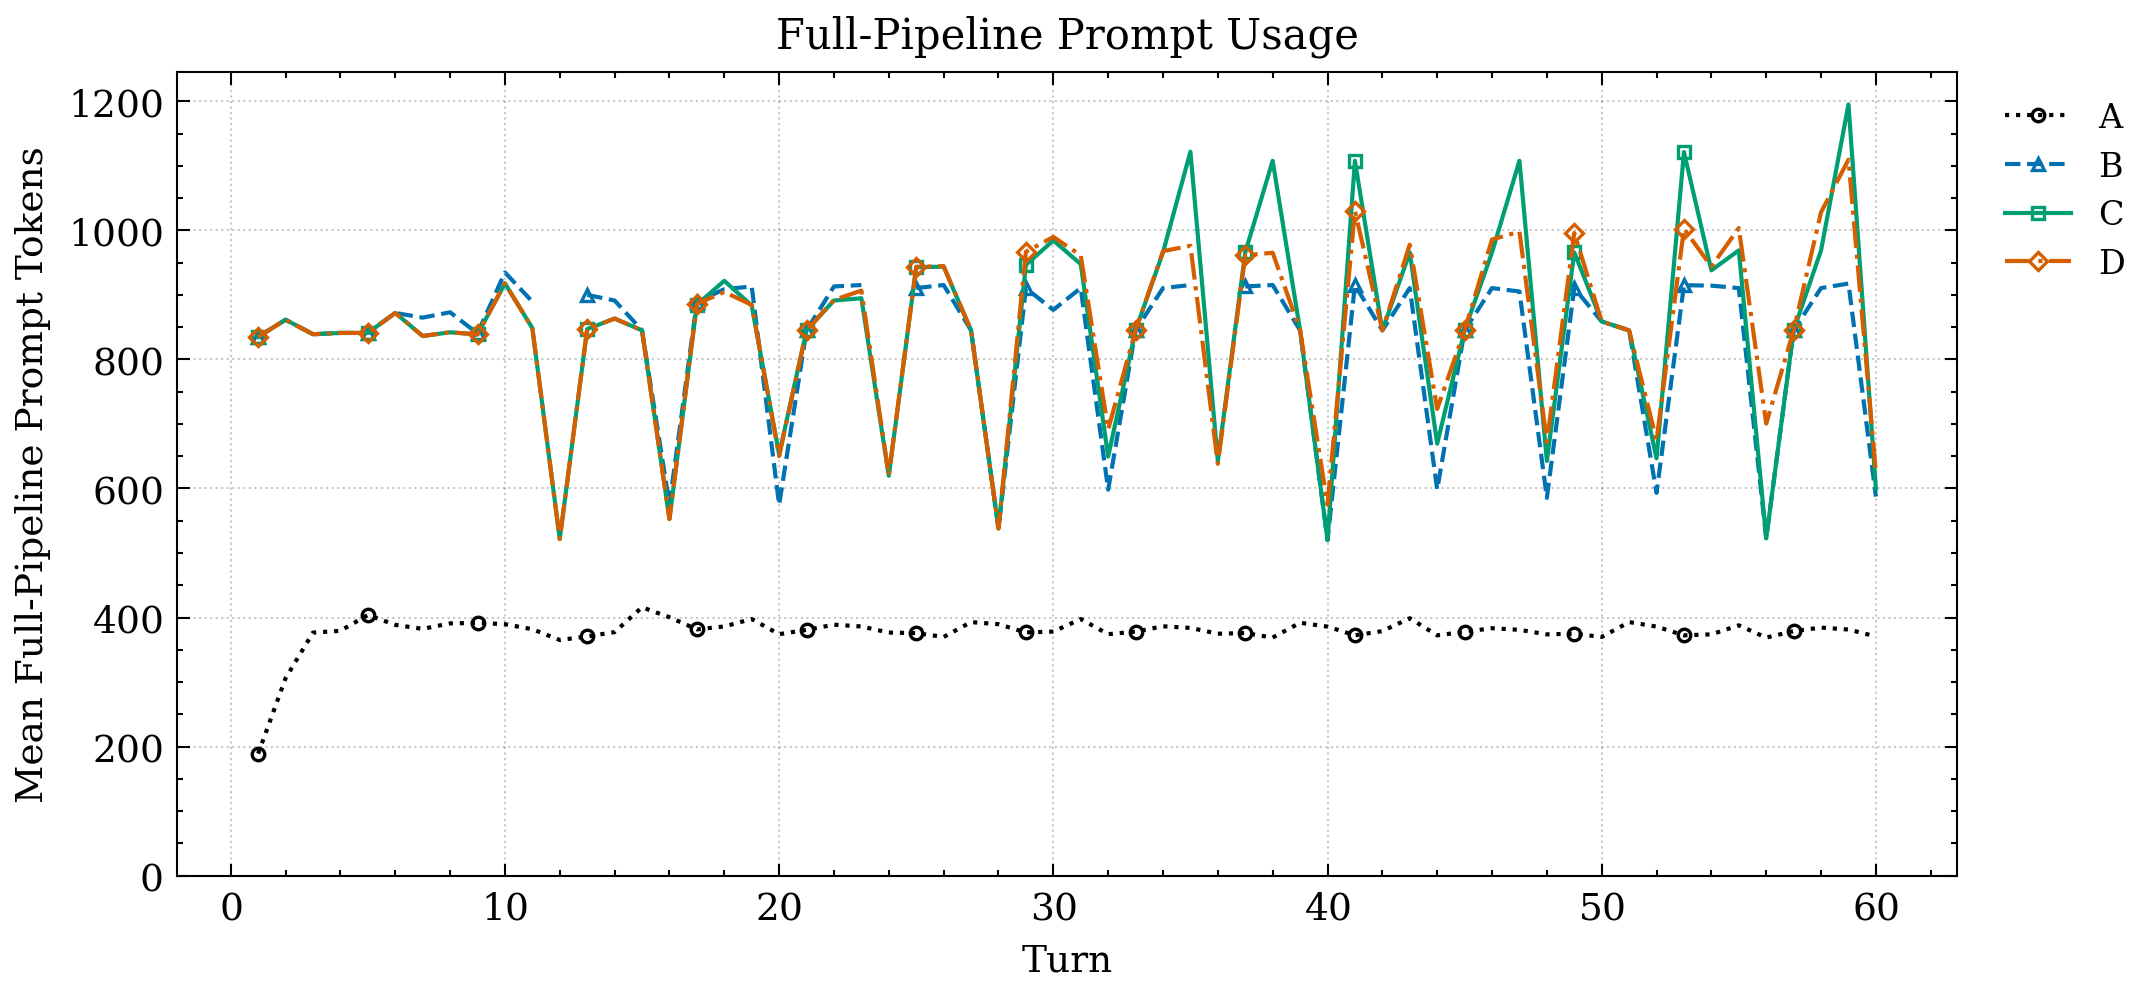 Full-Pipeline Prompt Usage
Mean Full-Pipeline Prompt Tokens
1200
1000
800
600
400
200
0
0 10 20 30 40 50 60
Turn
A
B
C
D